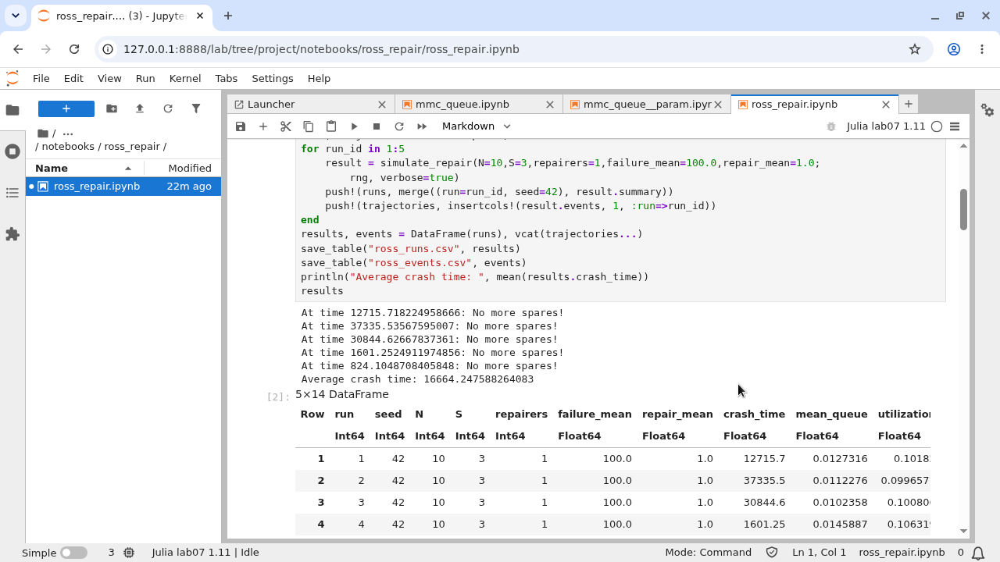 ross_repair.... (3) - Jupyte
127.0.0.1:8888/lab/tree/project/notebooks/ross_repair/ross_repair.ipynb
File Edit View Run Kernel Tabs Settings Help
/ ...
/ notebooks / ross_repair /
Name Modified
ross_repair.ipynb 22m ago
Launcher mmc_queue.ipynb mmc_queue__param.ipyr ross_repair.ipynb
Markdown Julia lab07 1.11
for run_id in 1:5
    result = simulate_repair(N=10,S=3,repairers=1,failure_mean=100.0,repair_mean=1.0;
        rng, verbose=true)
    push!(runs, merge((run=run_id, seed=42), result.summary))
    push!(trajectories, insertcols!(result.events, 1, :run=>run_id))
end
results, events = DataFrame(runs), vcat(trajectories...)
save_table("ross_runs.csv", results)
save_table("ross_events.csv", events)
println("Average crash time: ", mean(results.crash_time))
results
At time 12715.718224958666: No more spares!
At time 37335.53567595007: No more spares!
At time 30844.62667837361: No more spares!
At time 1601.2524911974856: No more spares!
At time 824.1048708405848: No more spares!
Average crash time: 16664.247588264083
[2]: 5×14 DataFrame
Row run seed N S repairers failure_mean repair_mean crash_time mean_queue utilization
Int64 Int64 Int64 Int64 Int64 Float64 Float64 Float64 Float64 Float64
1 1 42 10 3 1 100.0 1.0 12715.7 0.0127316 0.1018
2 2 42 10 3 1 100.0 1.0 37335.5 0.0112276 0.099657
3 3 42 10 3 1 100.0 1.0 30844.6 0.0102358 0.10080
4 4 42 10 3 1 100.0 1.0 1601.25 0.0145887 0.10631
Simple 3 Julia lab07 1.11 | Idle Mode: Command Ln 1, Col 1 ross_repair.ipynb 0